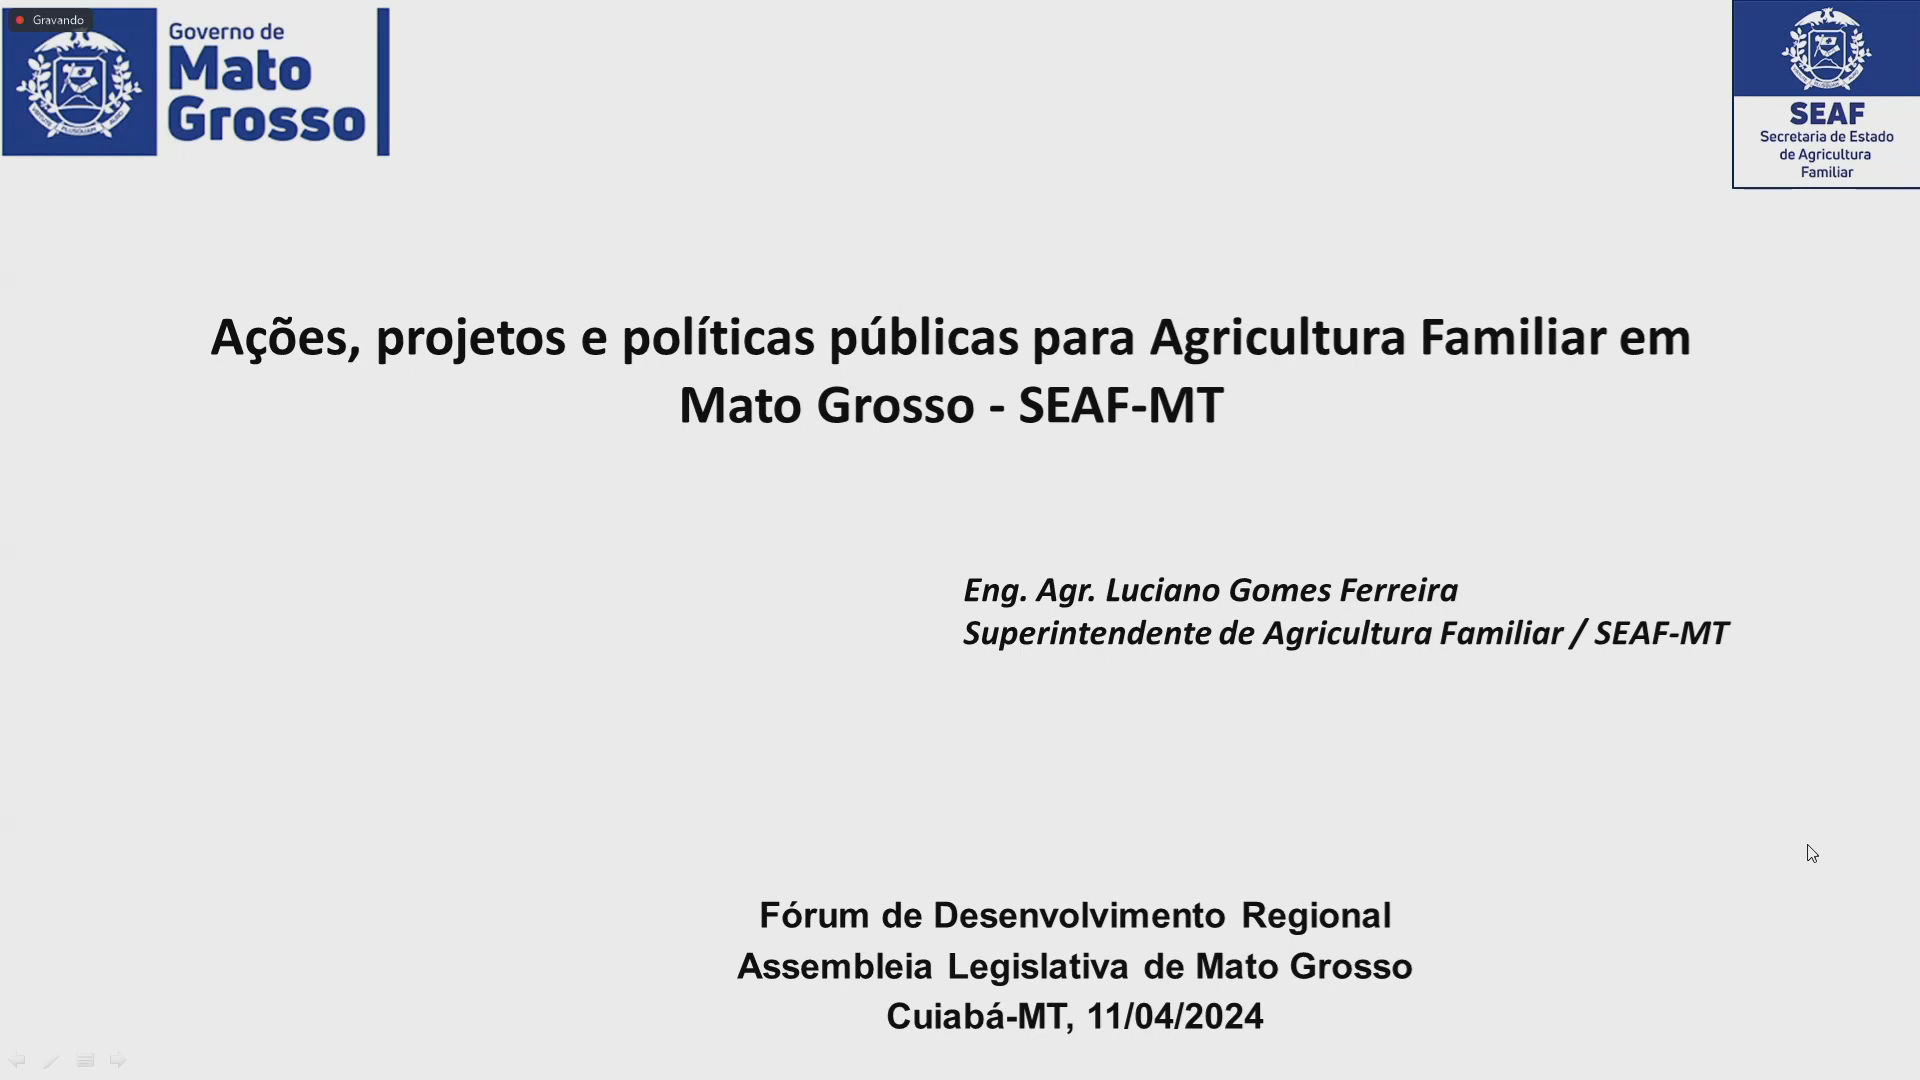 Gravando
Governo de
Mato
Grosso
SEAF
Secretaria de Estado
de Agricultura
Familiar
Ações, projetos e políticas públicas para Agricultura Familiar em
Mato Grosso - SEAF-MT
Eng. Agr. Luciano Gomes Ferreira
Superintendente de Agricultura Familiar / SEAF-MT
Fórum de Desenvolvimento Regional
Assembleia Legislativa de Mato Grosso
Cuiabá-MT, 11/04/2024